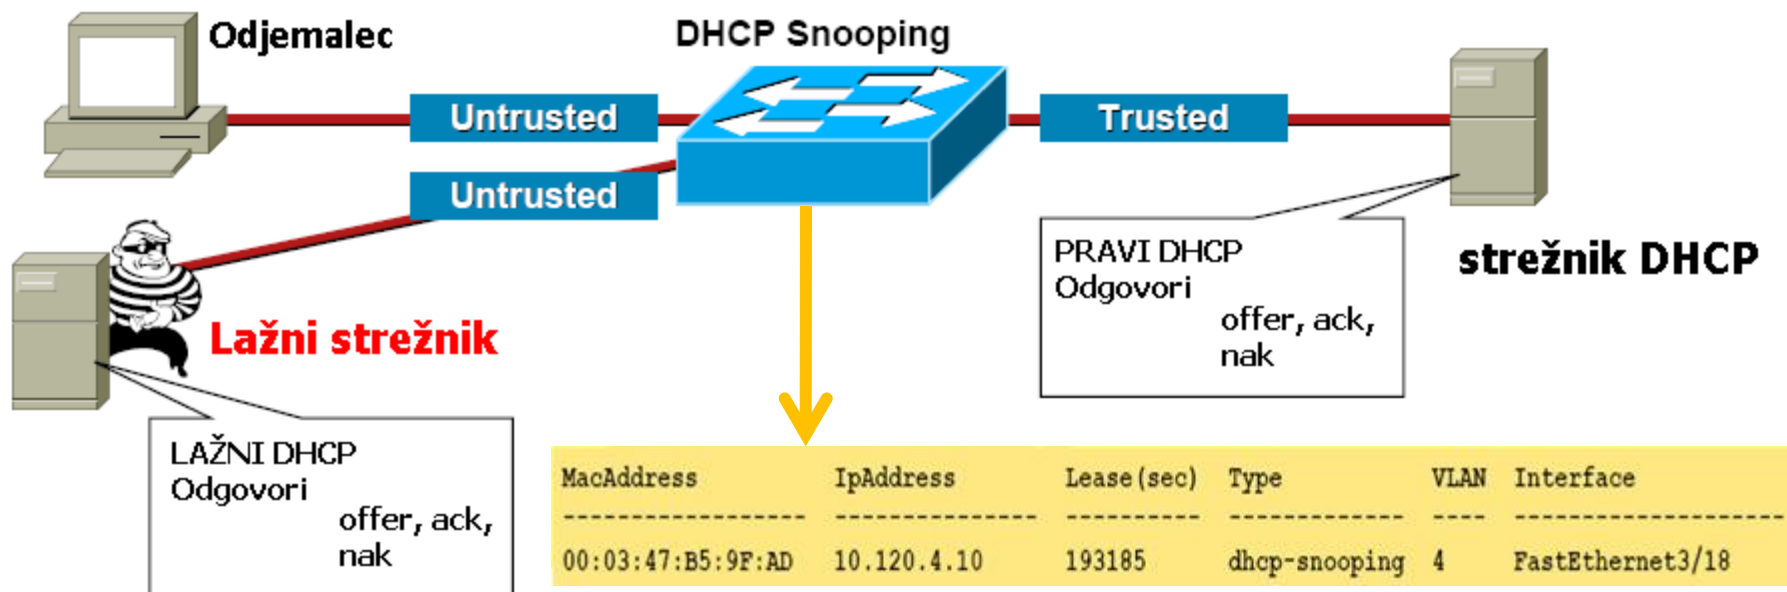 Odjemalec
DHCP Snooping
Untrusted
Trusted
Untrusted
PRAVI DHCP
Odgovori
offer, ack,
nak
strežnik DHCP
Lažni strežnik
LAŽNI DHCP
Odgovori
offer, ack,
nak
MacAddress IpAddress Lease(sec) Type VLAN Interface
------------------ --------------- ---------- ------------- ---- --------------------
00:03:47:B5:9F:AD 10.120.4.10 193185 dhcp-snooping 4 FastEthernet3/18